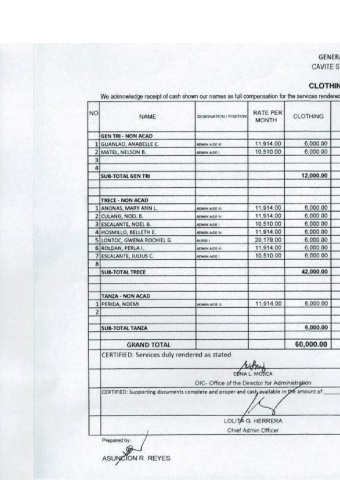 GENERA
CAVITE S
CLOTHIN
We acknowledge receipt of cash shown our names as full compensation for the services rendered
NO NAME DESIGNATION / POSITION RATE PER MONTH CLOTHING
GEN TRI - NON ACAD
1 GUANLAO, ANABELLE C. ADMIN AIDE III 11,914.00 6,000.00
2 MATEL, NELSON B. ADMIN AIDE I 10,510.00 6,000.00
3
4
SUB-TOTAL GEN TRI 12,000.00
TRECE - NON ACAD
1 ANONAS, MARY ANN L. ADMIN AIDE III 11,914.00 6,000.00
2 CULANG, NOEL B. ADMIN AIDE III 11,914.00 6,000.00
3 ESCALANTE, NOEL B. ADMIN AIDE I 10,510.00 6,000.00
4 HOSMILLO, BELLETH E. ADMIN AIDE III 11,914.00 6,000.00
5 LONTOC, GWENA ROCHIEL G. NURSE I 20,179.00 6,000.00
6 ROLDAN, PERLA I. ADMIN AIDE III 11,914.00 6,000.00
7 ESCALANTE, JULIUS C. ADMIN AIDE I 10,510.00 6,000.00
8
SUB-TOTAL TRECE 42,000.00
TANZA - NON ACAD
1 PERIDA, NOEMI ADMIN AIDE III 11,914.00 6,000.00
2
SUB-TOTAL TANZA 6,000.00
GRAND TOTAL 60,000.00
CERTIFIED: Services duly rendered as stated
EDNA L. MOJICA
OIC- Office of the Director for Administration
CERTIFIED: Supporting documents complete and proper and cash available in the amount of
LOLITA G. HERRERA
Chief Admin Officer
Prepared by:
ASUNCION R. REYES